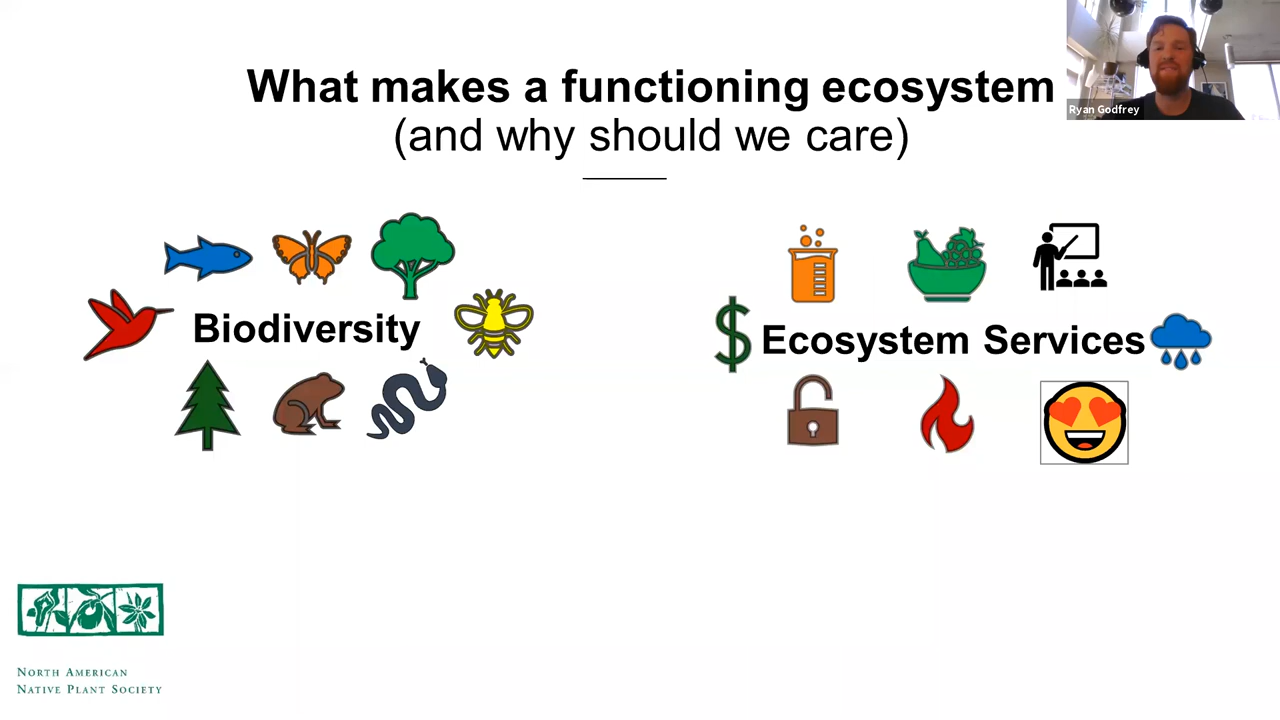 What makes a functioning ecosystem
(and why should we care)
Ryan Godfrey
Biodiversity
$ Ecosystem Services
North American
Native Plant Society